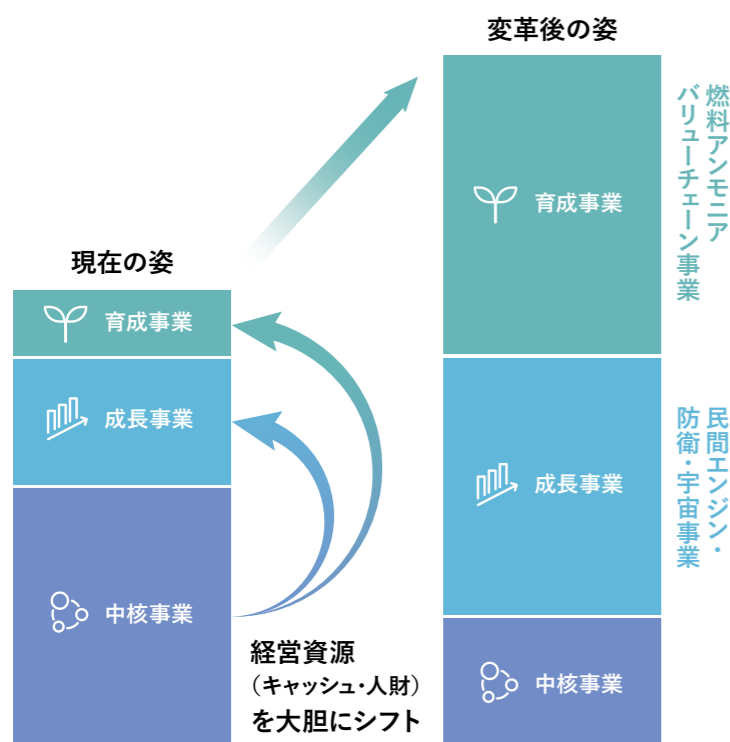 変革後の姿
育成事業
燃料アンモニア
バリューチェーン事業
成長事業
民間エンジン・
防衛・宇宙事業
中核事業
現在の姿
育成事業
成長事業
中核事業
経営資源
（キャッシュ・人財）
を大胆にシフト